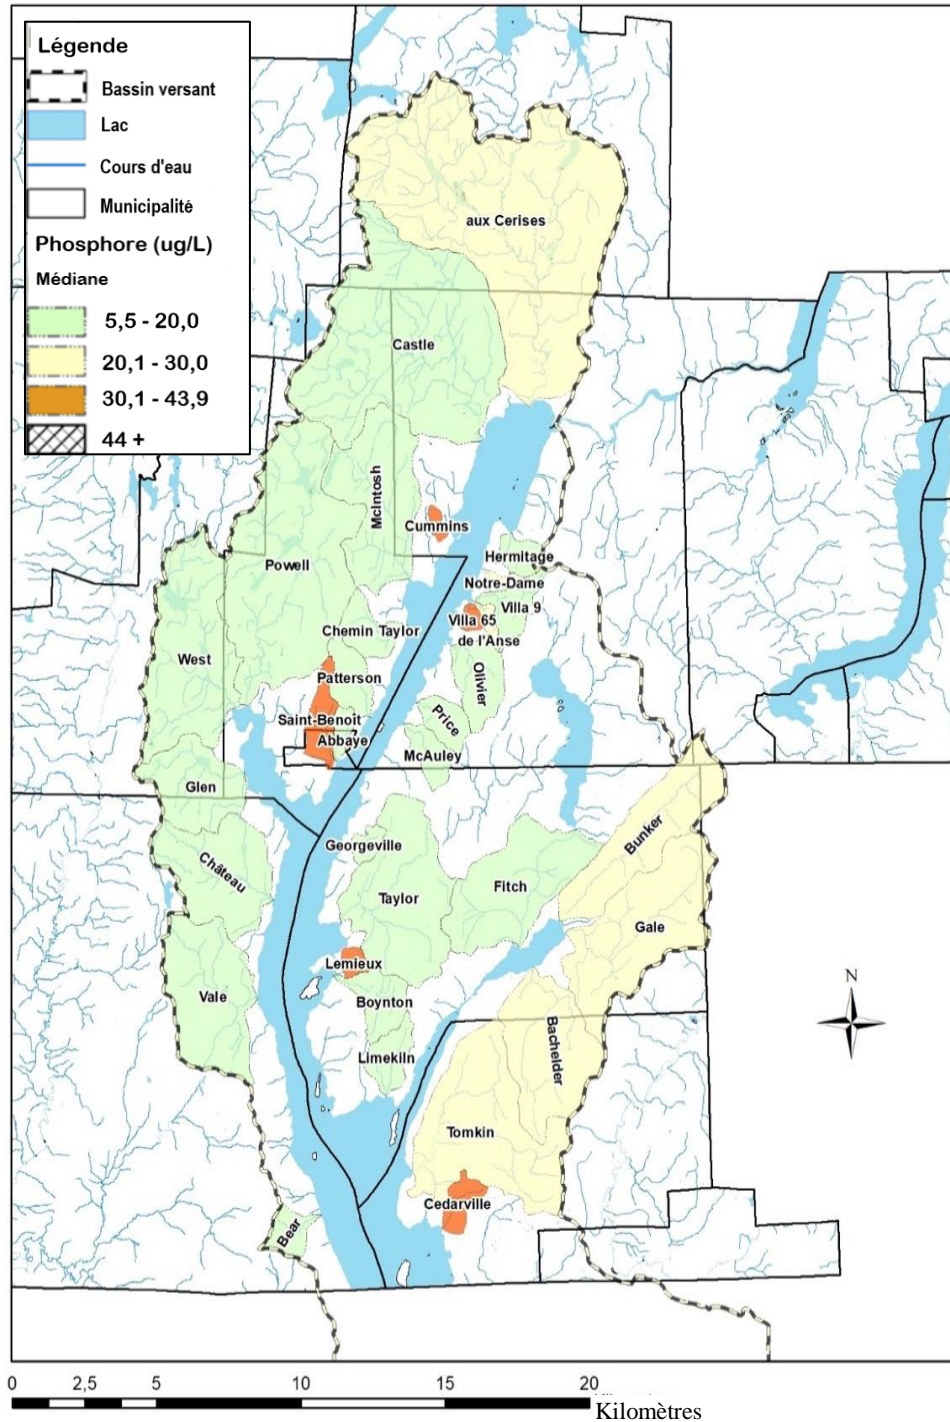 Légende
Bassin versant
Lac
Cours d'eau
Municipalité
Phosphore (ug/L)
Médiane
5,5 - 20,0
20,1 - 30,0
30,1 - 43,9
44 +
aux Cerises
Castle
McIntosh
Cummins
Powell
Hermitage
Notre-Dame
Villa 9
Villa 65
Chemin Taylor
de l'Anse
West
Patterson
Olivier
Saint-Benoit
Price
Abbaye
McAuley
Glen
Georgeville
Bunker
Château
Taylor
Fitch
Gale
Lemieux
Vale
Boynton
Bachelder
Limekiln
Tomkin
Cedarville
Bear
N
0 2,5 5 10 15 20
Kilomètres